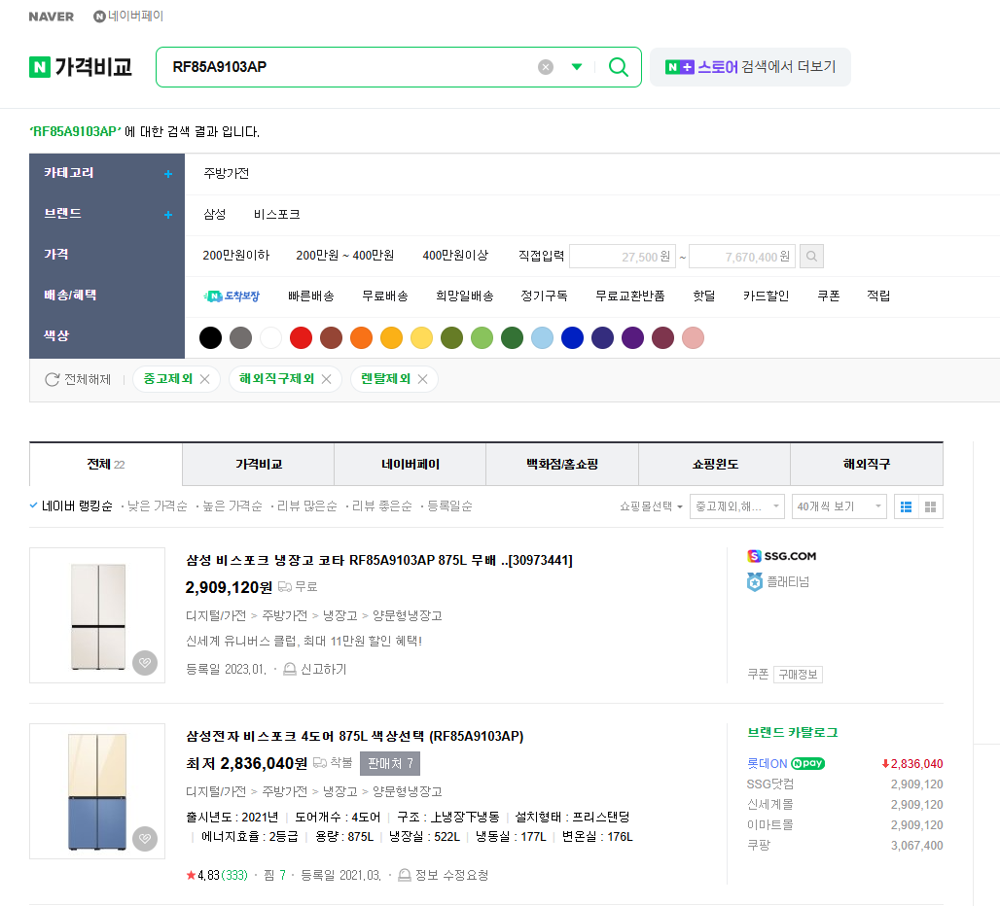 NAVER N 네이버페이
N 가격비교 RF85A9103AP N+ 스토어 검색에서 더보기
'RF85A9103AP' 에 대한 검색 결과 입니다.
카테고리 + 주방가전
브랜드 + 삼성 비스포크
가격 200만원이하 200만원 ~ 400만원 400만원이상 직접입력 27,500 원 ~ 7,670,400 원
배송/혜택 N 도착보장 빠른배송 무료배송 희망일배송 정기구독 무료교환반품 핫딜 카드할인 쿠폰 적립
색상
전체해제 중고제외 해외직구제외 렌탈제외
전체 22 가격비교 네이버페이 백화점/홈쇼핑 쇼핑윈도 해외직구
네이버 랭킹순 · 낮은 가격순 · 높은 가격순 · 리뷰 많은순 · 리뷰 좋은순 · 등록일순 쇼핑몰선택 중고제외,해... 40개씩 보기
삼성 비스포크 냉장고 코타 RF85A9103AP 875L 무배 ..[30973441]
2,909,120원 무료
디지털/가전 > 주방가전 > 냉장고 > 양문형냉장고
신세계 유니버스 클럽, 최대 11만원 할인 혜택!
등록일 2023.01. · 신고하기
S SSG.COM
플래티넘
쿠폰 구매정보
삼성전자 비스포크 4도어 875L 색상선택 (RF85A9103AP)
최저 2,836,040원 착불 판매처 7
디지털/가전 > 주방가전 > 냉장고 > 양문형냉장고
출시년도 : 2021년 | 도어개수 : 4도어 | 구조 : 上냉장下냉동 | 설치형태 : 프리스탠딩
| 에너지효율 : 2등급 | 용량 : 875L | 냉장실 : 522L | 냉동실 : 177L | 변온실 : 176L
★4,83(333) · 찜 7 · 등록일 2021.03. · 정보 수정요청
브랜드 카탈로그
롯데ON N pay 2,836,040
SSG닷컴 2,909,120
신세계몰 2,909,120
이마트몰 2,909,120
쿠팡 3,067,400